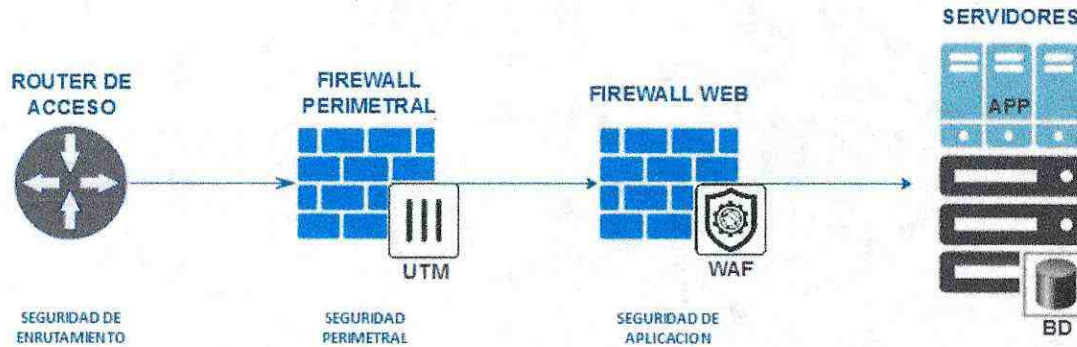 SERVIDORES
ROUTER DE
ACCESO
FIREWALL
PERIMETRAL
FIREWALL WEB
APP
UTM
WAF
BD
SEGURIDAD DE
ENRUTAMIENTO
SEGURIDAD
PERIMETRAL
SEGURIDAD DE
APLICACION